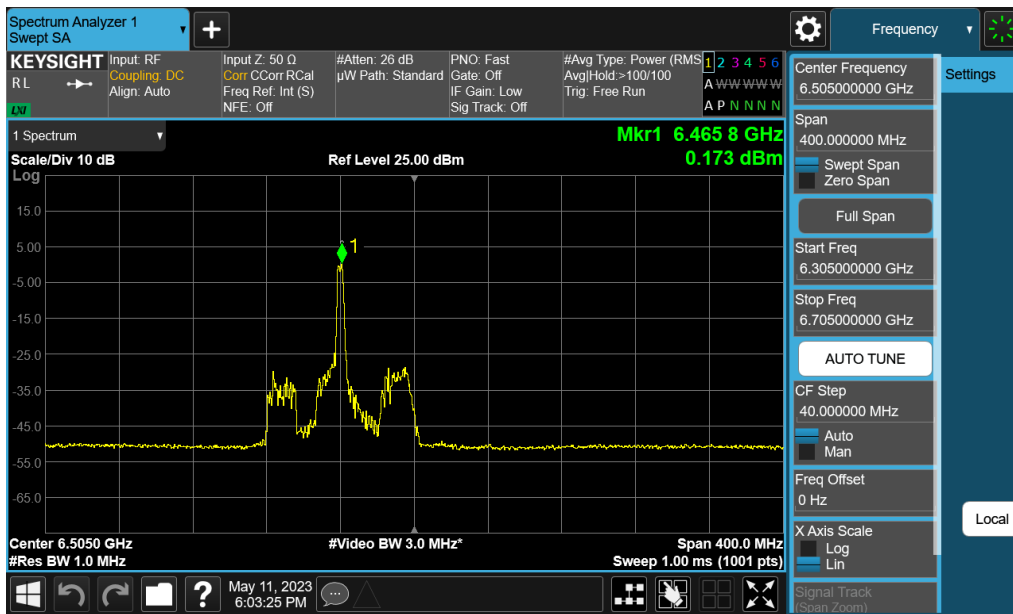 Spectrum Analyzer 1
Swept SA
Frequency
KEYSIGHT
R L
LXI
Input: RF
Coupling: DC
Align: Auto
Input Z: 50 Ω
Corr CCorr RCal
Freq Ref: Int (S)
NFE: Off
#Atten: 26 dB
µW Path: Standard
PNO: Fast
Gate: Off
IF Gain: Low
Sig Track: Off
#Avg Type: Power (RMS
Avg|Hold:>100/100
Trig: Free Run
1 2 3 4 5 6
A W W W W W
A P N N N N
1 Spectrum
Mkr1 6.465 8 GHz
0.173 dBm
Scale/Div 10 dB
Ref Level 25.00 dBm
Log
15.0
5.00
-5.00
-15.0
-25.0
-35.0
-45.0
-55.0
-65.0
1
Center 6.5050 GHz
#Video BW 3.0 MHz*
Span 400.0 MHz
#Res BW 1.0 MHz
Sweep 1.00 ms (1001 pts)
Center Frequency
6.505000000 GHz
Settings
Span
400.000000 MHz
Swept Span
Zero Span
Full Span
Start Freq
6.305000000 GHz
Stop Freq
6.705000000 GHz
AUTO TUNE
CF Step
40.000000 MHz
Auto
Man
Freq Offset
0 Hz
Local
X Axis Scale
Log
Lin
Signal Track
(Span Zoom)
?
May 11, 2023
6:03:25 PM